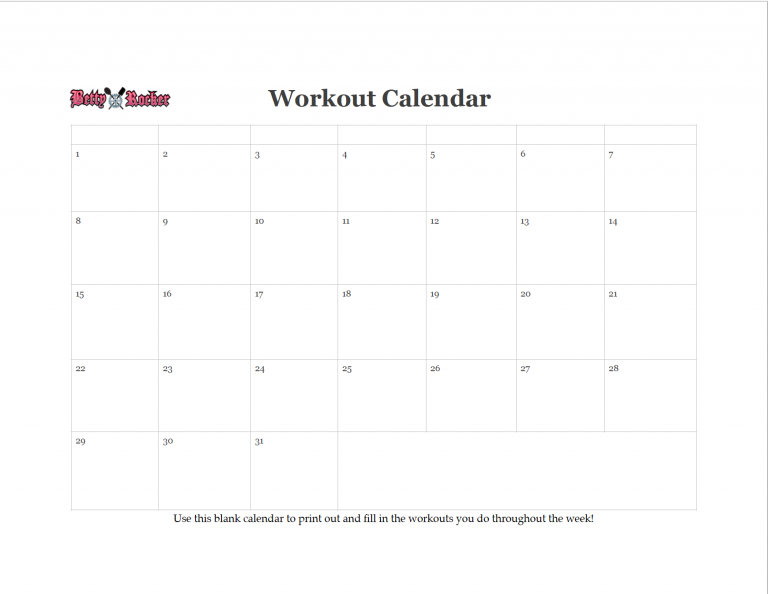 Betty Rocker
Workout Calendar
1 2 3 4 5 6 7
8 9 10 11 12 13 14
15 16 17 18 19 20 21
22 23 24 25 26 27 28
29 30 31
Use this blank calendar to print out and fill in the workouts you do throughout the week!